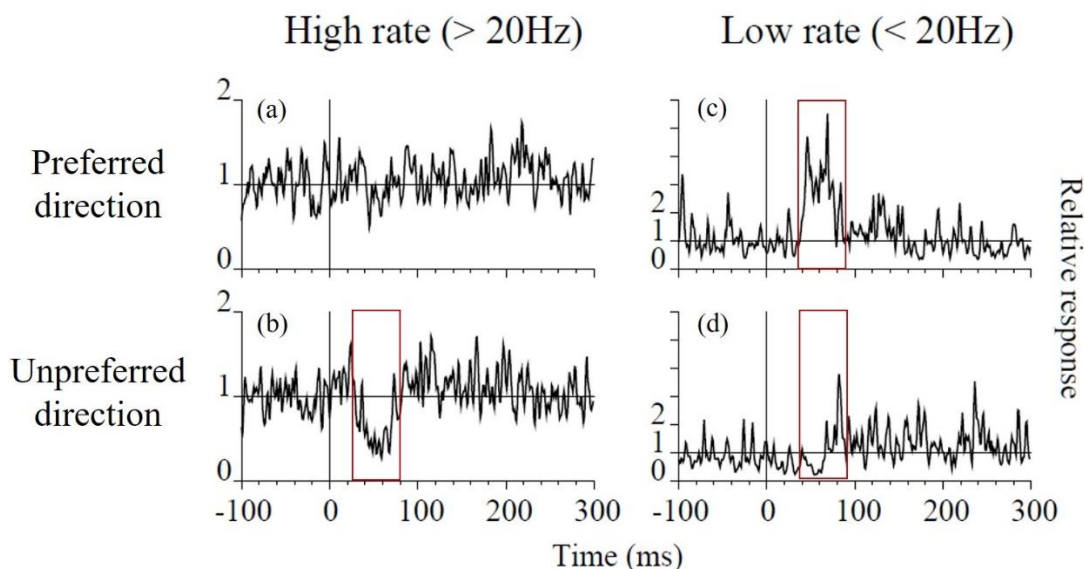 High rate (> 20Hz)
Low rate (< 20Hz)
Preferred
direction
2
1
0
(a)
(c)
2
1
0
Relative response
Unpreferred
direction
2
1
0
(b)
(d)
2
1
0
-100 0 100 200 300
-100 0 100 200 300
Time (ms)